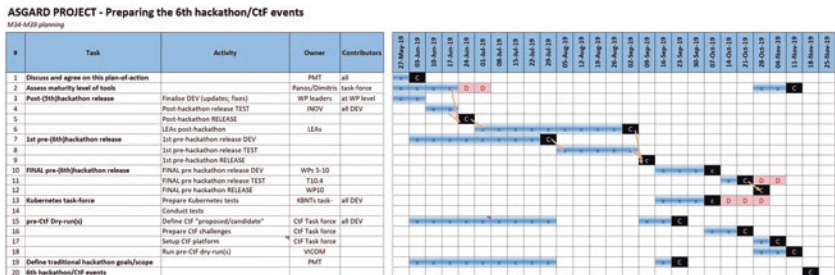 ASGARD PROJECT - Preparing the 6th hackathon/CtF events
M34-M39 planning
# Task Activity Owner Contributors 27-May-19 03-Jun-19 10-Jun-19 17-Jun-19 24-Jun-19 01-Jul-19 08-Jul-19 15-Jul-19 22-Jul-19 29-Jul-19 05-Aug-19 12-Aug-19 19-Aug-19 26-Aug-19 02-Sep-19 09-Sep-19 16-Sep-19 23-Sep-19 30-Sep-19 07-Oct-19 14-Oct-19 21-Oct-19 28-Oct-19 04-Nov-19 11-Nov-19 18-Nov-19 25-Nov-19
1 Discuss and agree on this plan-of-action PMT all C
2 Assess maturity level of tools Panos/Dimitris task-force D D C
3 Post-(5th)hackathon release Finalise DEV (updates; fixes) WP leaders at WP level
4 Post-hackathon release TEST INOV all DEV
5 Post-hackathon RELEASE C
6 LEAs post-hackathon LEAs C
7 1st pre-(6th)hackathon release 1st pre-hackathon release DEV C
8 1st pre-hackathon release TEST
9 1st pre-hackathon RELEASE c
10 FINAL pre-(6th)hackathon release FINAL pre hackathon release DEV WPs 5-10 c
11 FINAL pre hackathon release TEST T10.4 C D D
12 FINAL pre hackathon RELEASE WP10 C
13 Kubernetes task-force Prepare Kubernetes tests KBNTs task- all DEV C D D D
14 Conduct tests
15 pre-CtF Dry-run(s) Define CtF "proposed/candidate" CtF Task force all DEV C
16 Prepare CtF challenges CtF Task force C
17 Setup CtF platform CtF Task force C
18 Run pre-CtF dry-run(s) VICOM C
19 Define traditional hackathon goals/scope PMT C
20 6th hackathon/CtF events C